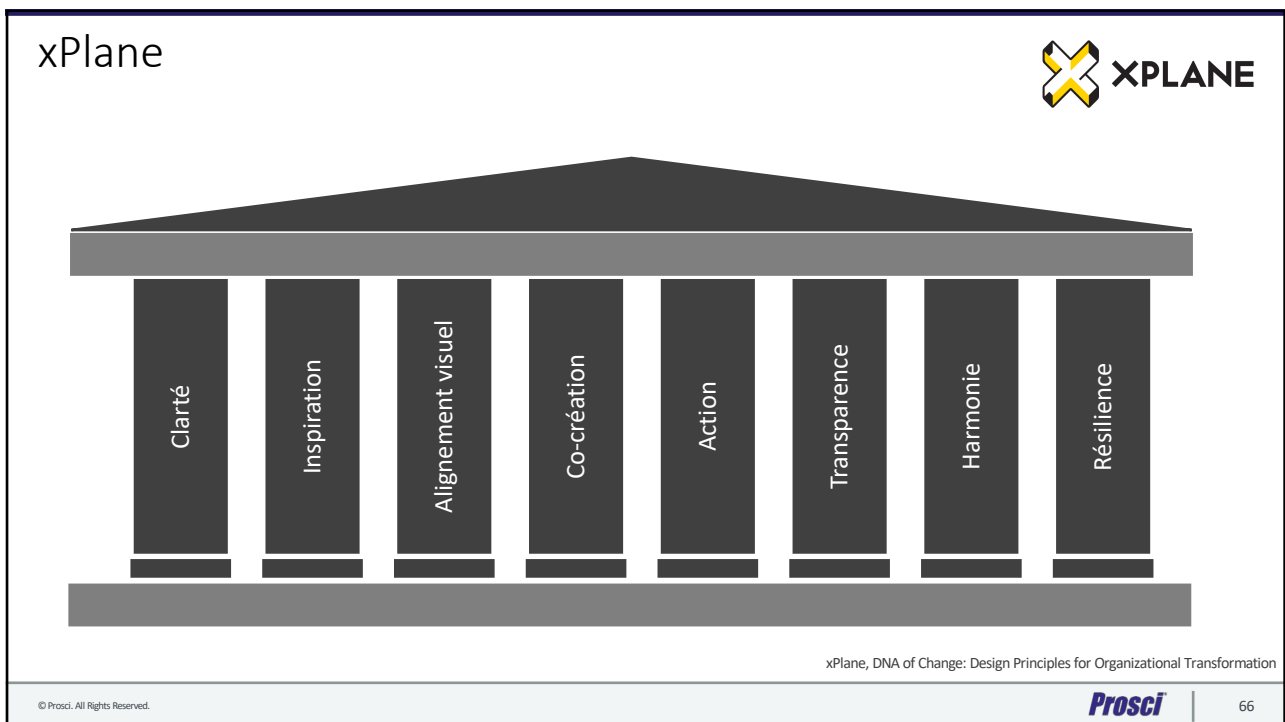 xPlane
XPLANE
Clarté
Inspiration
Alignement visuel
Co-création
Action
Transparence
Harmonie
Résilience
xPlane, DNA of Change: Design Principles for Organizational Transformation
© Prosci. All Rights Reserved.
Prosci®
66